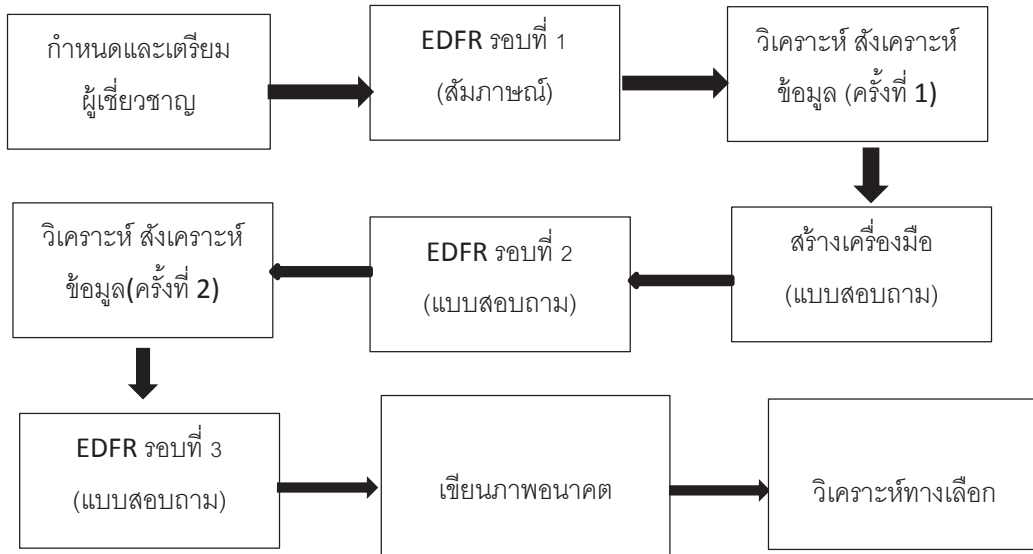 กำหนดและเตรียม
ผู้เชี่ยวชาญ
EDFR รอบที่ 1
(สัมภาษณ์)
วิเคราะห์ สังเคราะห์
ข้อมูล (ครั้งที่ 1)
สร้างเครื่องมือ
(แบบสอบถาม)
EDFR รอบที่ 2
(แบบสอบถาม)
วิเคราะห์ สังเคราะห์
ข้อมูล(ครั้งที่ 2)
EDFR รอบที่ 3
(แบบสอบถาม)
เขียนภาพอนาคต
วิเคราะห์ทางเลือก